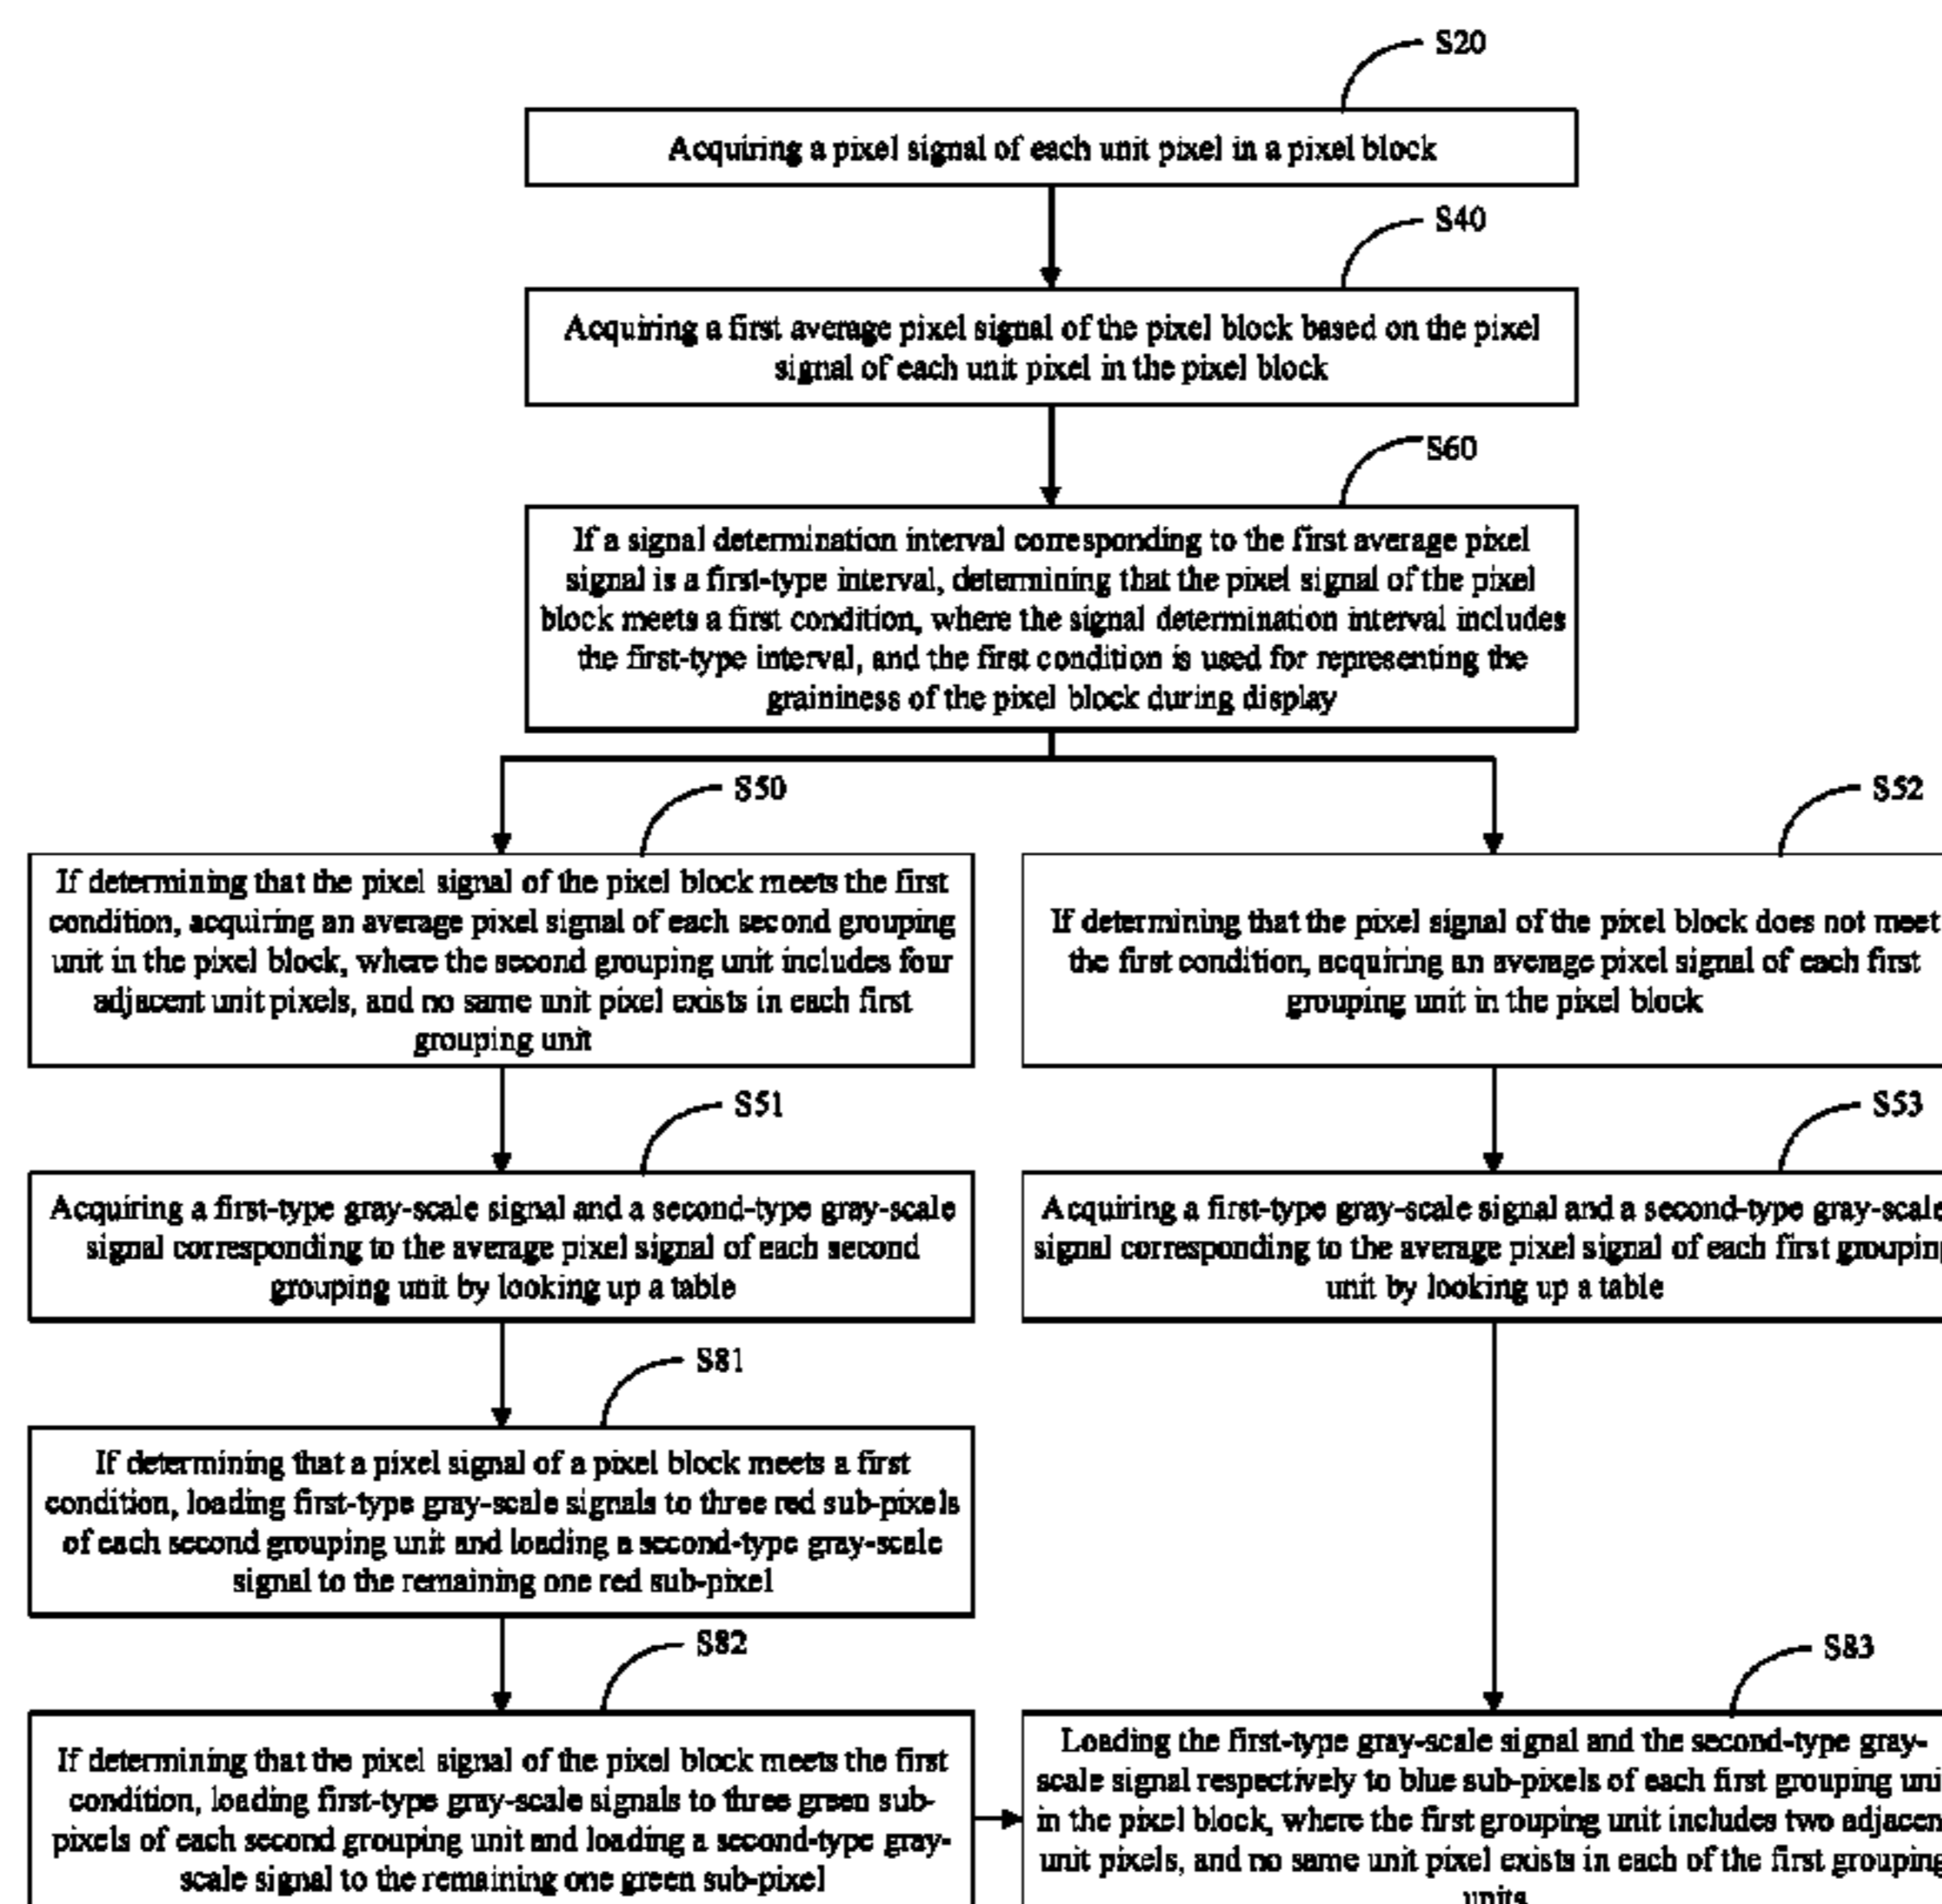 S20
Acquiring a pixel signal of each unit pixel in a pixel block
S40
Acquiring a first average pixel signal of the pixel block based on the pixel
signal of each unit pixel in the pixel block
S60
If a signal determination interval corresponding to the first average pixel
signal is a first-type interval, determining that the pixel signal of the pixel
block meets a first condition, where the signal determination interval includes
the first-type interval, and the first condition is used for representing the
graininess of the pixel block during display
S50
If determining that the pixel signal of the pixel block meets the first
condition, acquiring an average pixel signal of each second grouping
unit in the pixel block, where the second grouping unit includes four
adjacent unit pixels, and no same unit pixel exists in each first
grouping unit
S52
If determining that the pixel signal of the pixel block does not meet
the first condition, acquiring an average pixel signal of each first
grouping unit in the pixel block
S51
Acquiring a first-type gray-scale signal and a second-type gray-scale
signal corresponding to the average pixel signal of each second
grouping unit by looking up a table
S53
Acquiring a first-type gray-scale signal and a second-type gray-scale
signal corresponding to the average pixel signal of each first grouping
unit by looking up a table
S81
If determining that a pixel signal of a pixel block meets a first
condition, loading first-type gray-scale signals to three red sub-pixels
of each second grouping unit and loading a second-type gray-scale
signal to the remaining one red sub-pixel
S82
If determining that the pixel signal of the pixel block meets the first
condition, loading first-type gray-scale signals to three green sub-
pixels of each second grouping unit and loading a second-type gray-
scale signal to the remaining one green sub-pixel
S83
Loading the first-type gray-scale signal and the second-type gray-
scale signal respectively to blue sub-pixels of each first grouping uni
in the pixel block, where the first grouping unit includes two adjacen
unit pixels, and no same unit pixel exists in each of the first grouping
units